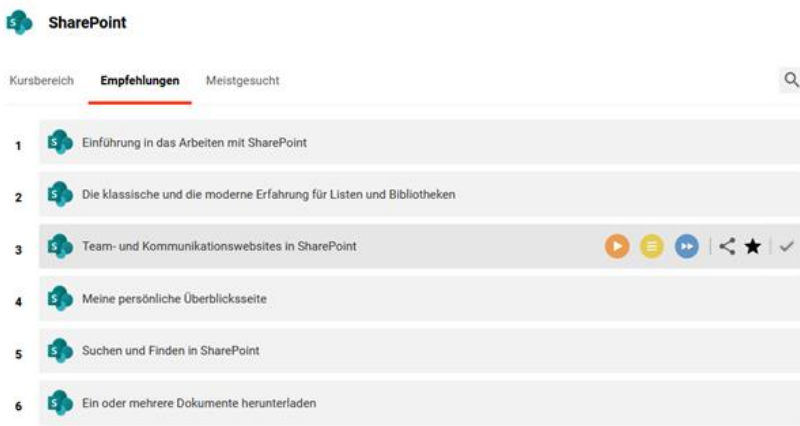 SharePoint
Kursbereich Empfehlungen Meistgesucht
1 Einführung in das Arbeiten mit SharePoint
2 Die klassische und die moderne Erfahrung für Listen und Bibliotheken
3 Team- und Kommunikationswebsites in SharePoint
4 Meine persönliche Überblicksseite
5 Suchen und Finden in SharePoint
6 Ein oder mehrere Dokumente herunterladen